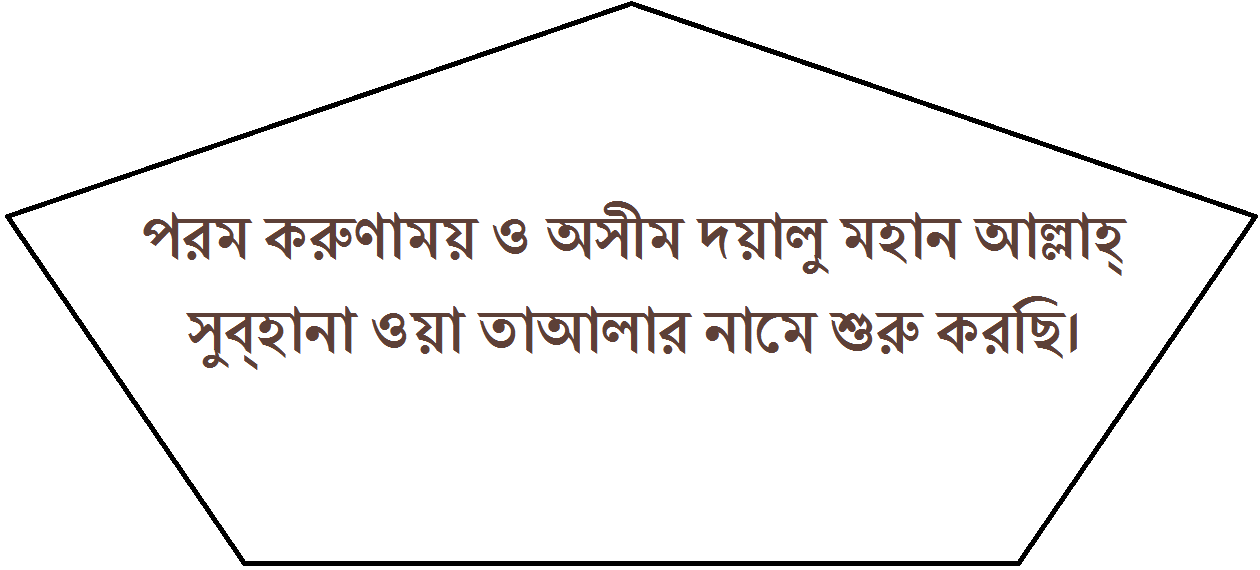 পরম করুণাময় ও অসীম দয়ালু মহান আল্লাহ্
সুব্‌হানা ওয়া তাআলার নামে শুরু করছি।